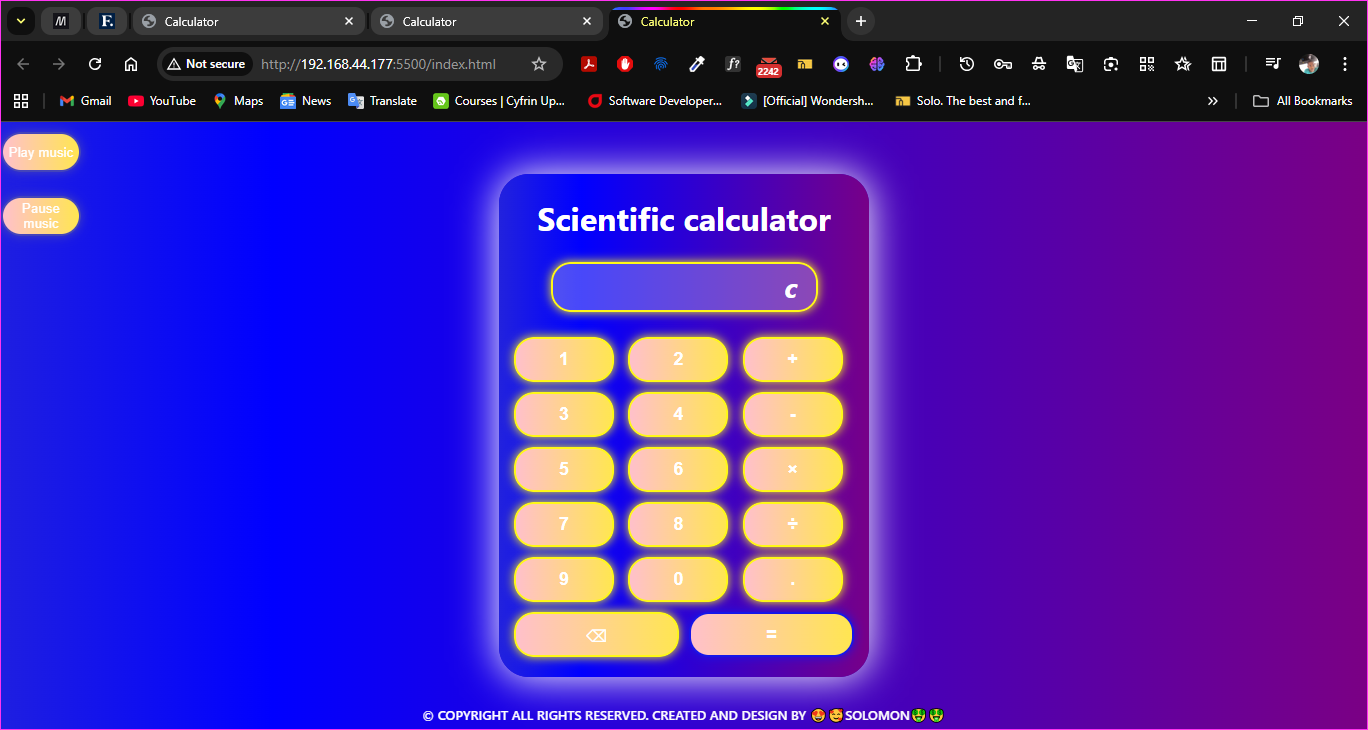 Calculator
Calculator
Calculator
Not secure http://192.168.44.177:5500/index.html
2242
Gmail YouTube Maps News Translate Courses | Cyfrin Up... Software Developer... [Official] Wondersh... Solo. The best and f... All Bookmarks
Play music
Pause
music
Scientific calculator
c
1 2 +
3 4 -
5 6 ×
7 8 ÷
9 0 .
⌫ =
© COPYRIGHT ALL RIGHTS RESERVED. CREATED AND DESIGN BY 😍🥰SOLOMON🤑🤑